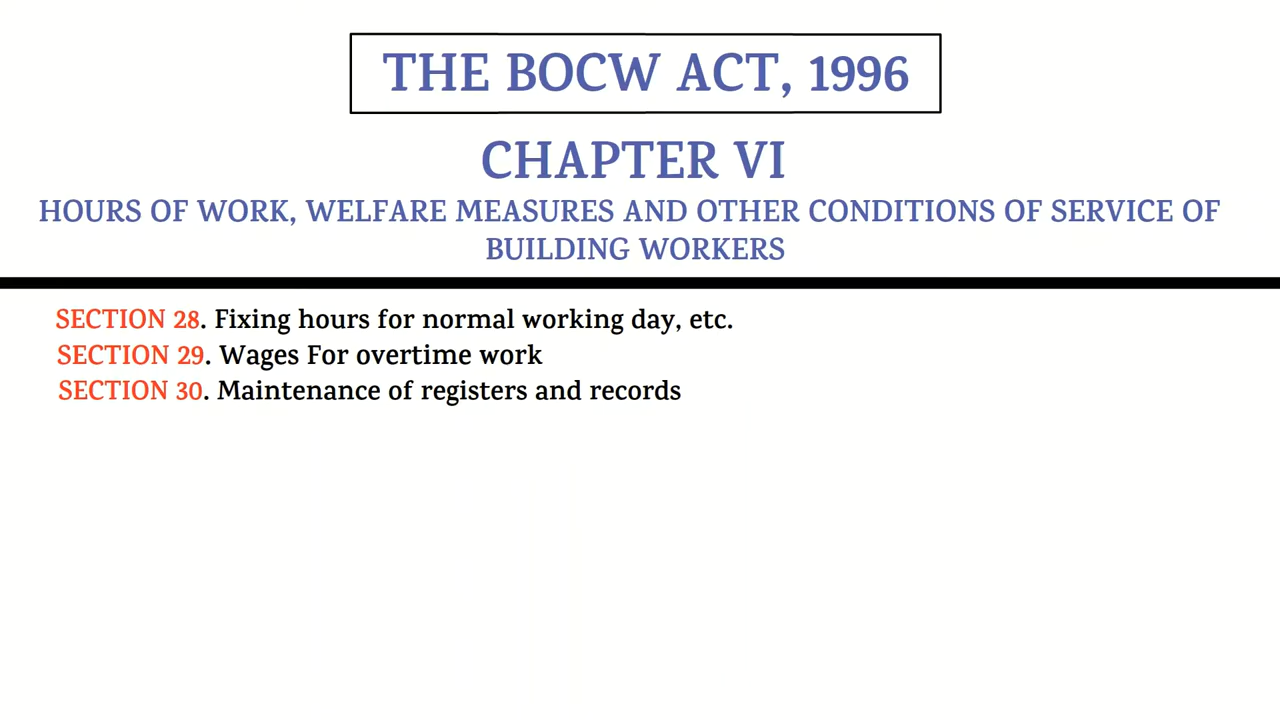 THE BOCW ACT, 1996
CHAPTER VI
HOURS OF WORK, WELFARE MEASURES AND OTHER CONDITIONS OF SERVICE OF
BUILDING WORKERS
SECTION 28. Fixing hours for normal working day, etc.
SECTION 29. Wages For overtime work
SECTION 30. Maintenance of registers and records